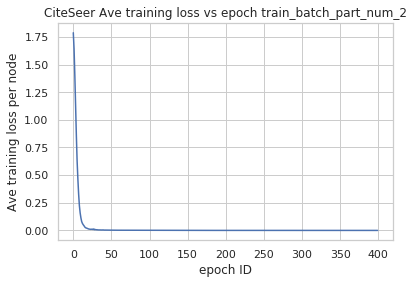 CiteSeer Ave training loss vs epoch train_batch_part_num_2
Ave training loss per node
1.75
1.50
1.25
1.00
0.75
0.50
0.25
0.00
0 50 100 150 200 250 300 350 400
epoch ID